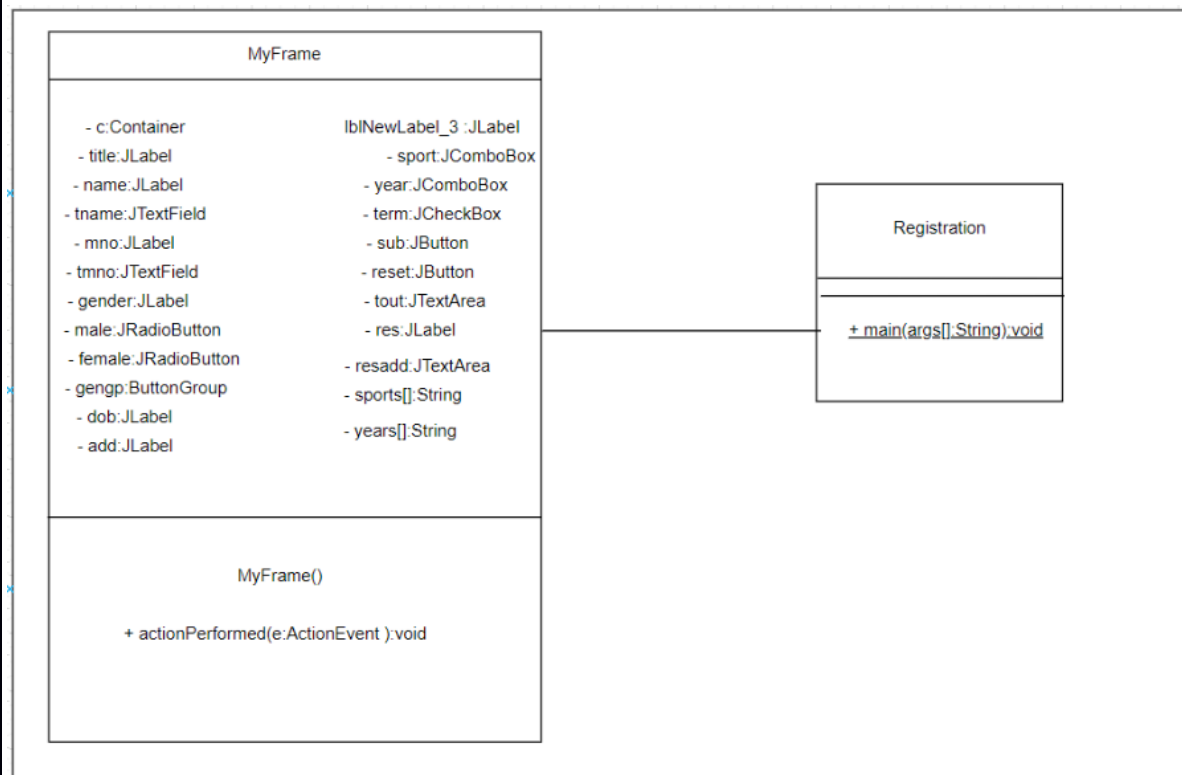 MyFrame
- c:Container
- title:JLabel
- name:JLabel
- tname:JTextField
- mno:JLabel
- tmno:JTextField
- gender:JLabel
- male:JRadioButton
- female:JRadioButton
- gengp:ButtonGroup
- dob:JLabel
- add:JLabel
lblNewLabel_3 :JLabel
- sport:JComboBox
- year:JComboBox
- term:JCheckBox
- sub:JButton
- reset:JButton
- tout:JTextArea
- res:JLabel
- resadd:JTextArea
- sports[]:String
- years[]:String
MyFrame()
+ actionPerformed(e:ActionEvent ):void
Registration
+ main(args[]:String):void